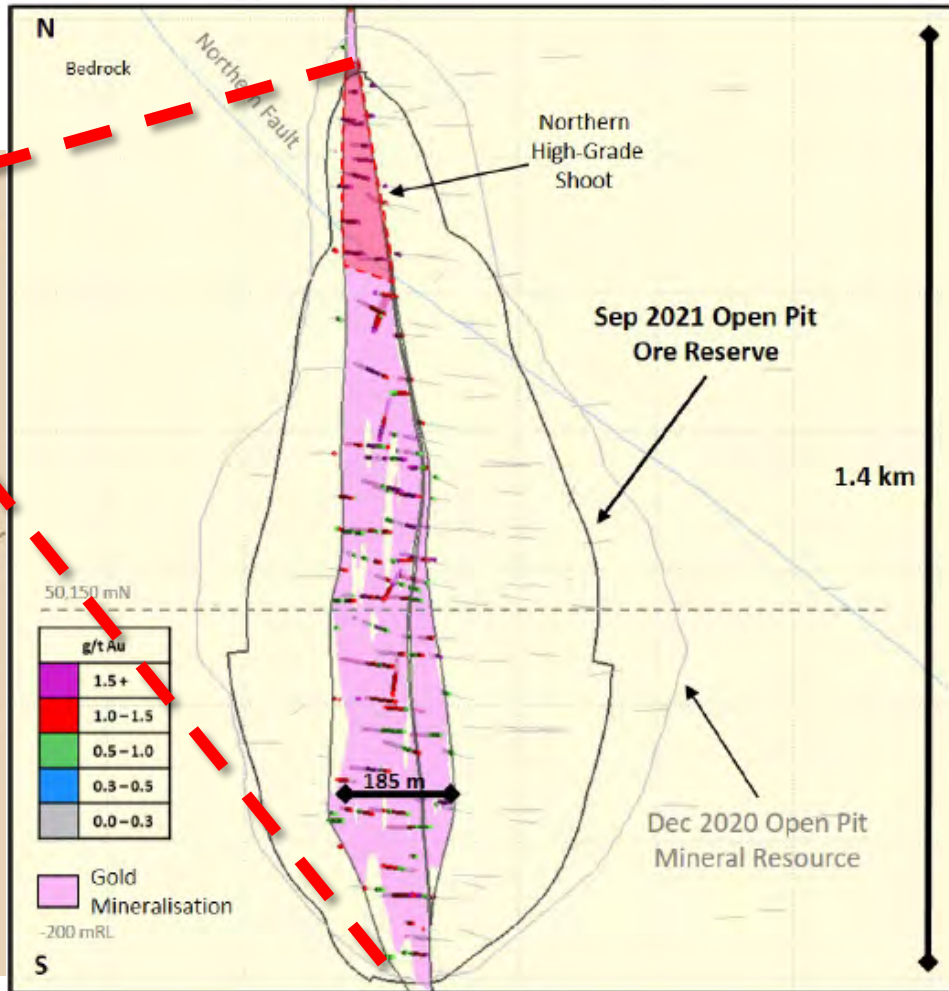 N
Bedrock
Northern Fault
Northern
High-Grade
Shoot
Sep 2021 Open Pit
Ore Reserve
1.4 km
50,150 mN
g/t Au
1.5 +
1.0 – 1.5
0.5 – 1.0
0.3 – 0.5
0.0 – 0.3
185 m
Dec 2020 Open Pit
Mineral Resource
Gold
Mineralisation
-200 mRL
S